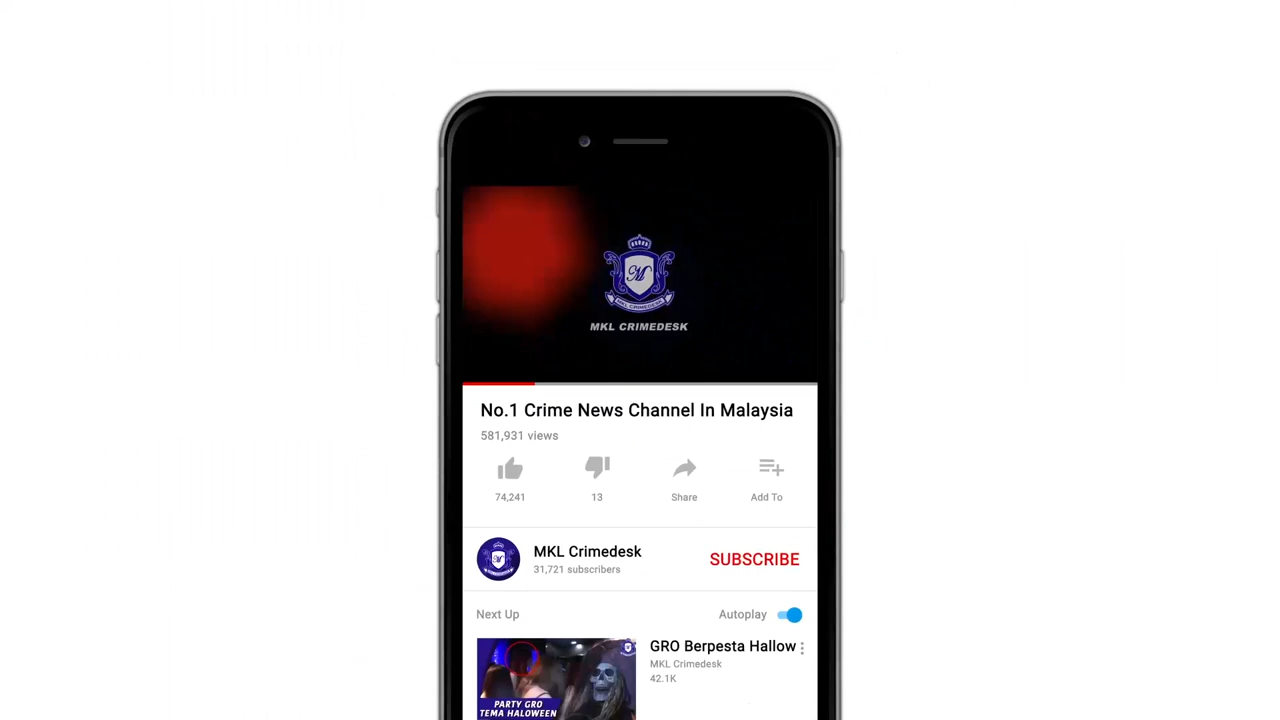 M
MKL CRIMEDESK
MKL CRIMEDESK
No.1 Crime News Channel In Malaysia
581,931 views
74,241
13
Share
Add To
MKL Crimedesk
31,721 subscribers
SUBSCRIBE
Next Up
Autoplay
GRO Berpesta Hallow
MKL Crimedesk
42.1K
PARTY GRO
TEMA HALOWEEN